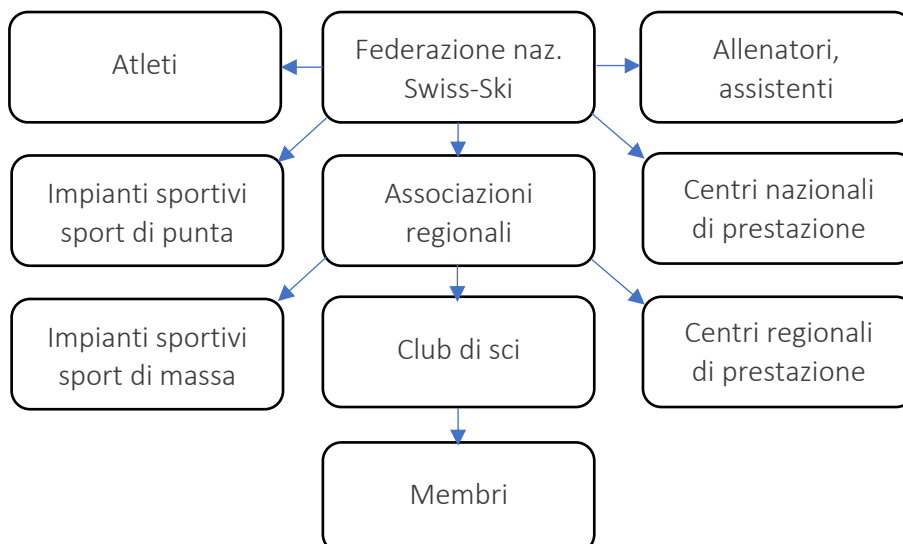 Atleti
Federazione naz.
Swiss-Ski
Allenatori,
assistenti
Impianti sportivi
sport di punta
Associazioni
regionali
Centri nazionali
di prestazione
Impianti sportivi
sport di massa
Club di sci
Centri regionali
di prestazione
Membri